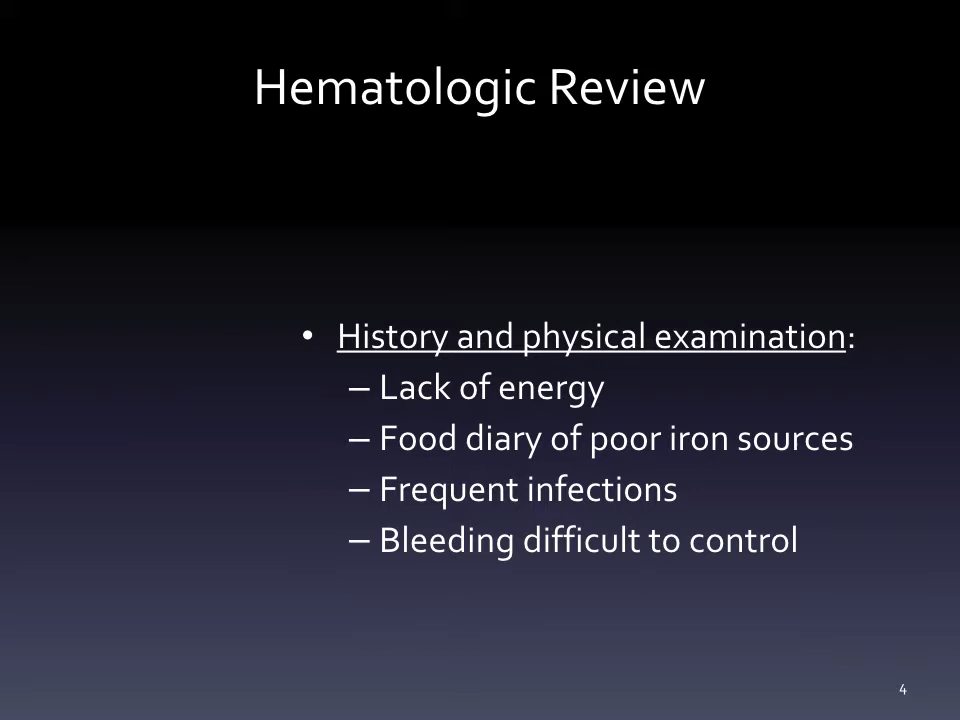 Hematologic Review
• History and physical examination:
– Lack of energy
– Food diary of poor iron sources
– Frequent infections
– Bleeding difficult to control
4